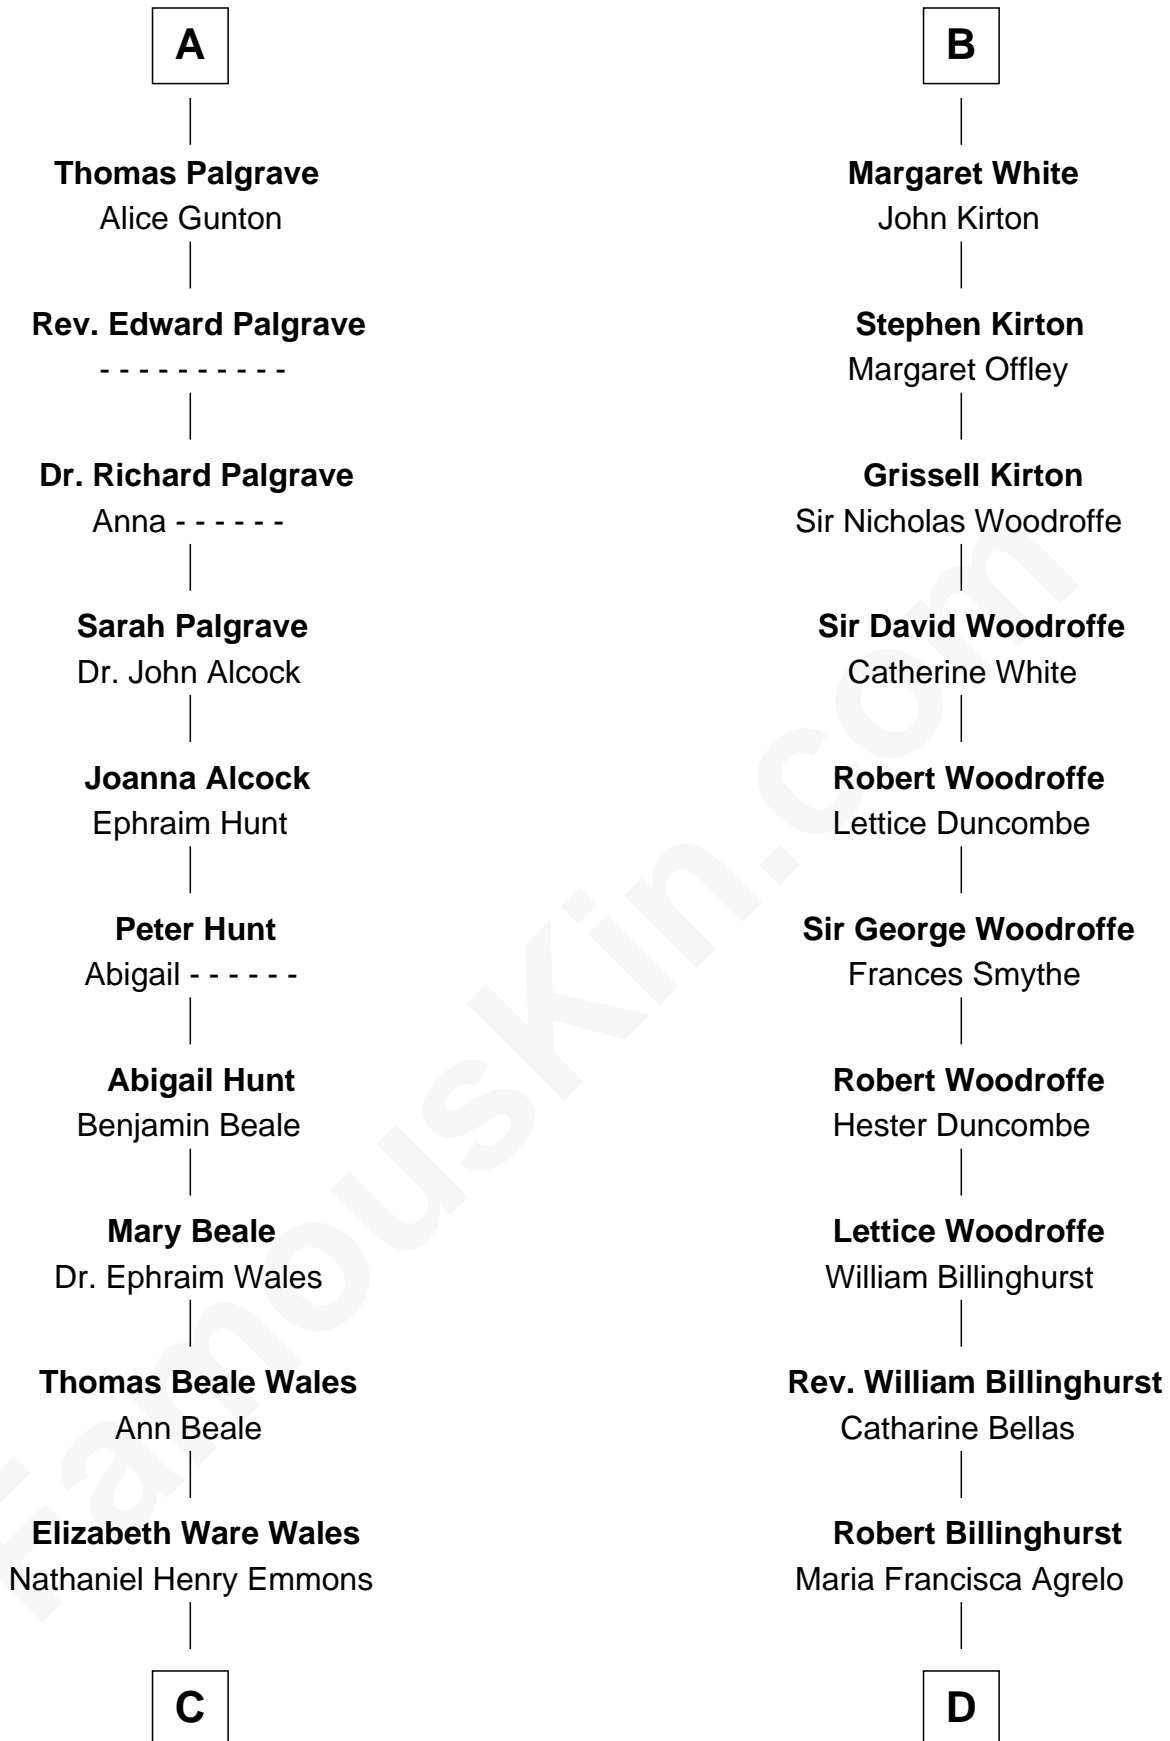 A
Thomas Palgrave
Alice Gunton
Rev. Edward Palgrave
- - - - - - - - - -
Dr. Richard Palgrave
Anna - - - - - -
Sarah Palgrave
Dr. John Alcock
Joanna Alcock
Ephraim Hunt
Peter Hunt
Abigail - - - - - -
Abigail Hunt
Benjamin Beale
Mary Beale
Dr. Ephraim Wales
Thomas Beale Wales
Ann Beale
Elizabeth Ware Wales
Nathaniel Henry Emmons
C
B
Margaret White
John Kirton
Stephen Kirton
Margaret Offley
Grissell Kirton
Sir Nicholas Woodroffe
Sir David Woodroffe
Catherine White
Robert Woodroffe
Lettice Duncombe
Sir George Woodroffe
Frances Smythe
Robert Woodroffe
Hester Duncombe
Lettice Woodroffe
William Billinghurst
Rev. William Billinghurst
Catharine Bellas
Robert Billinghurst
Maria Francisca Agrelo
D
FamousKin.com